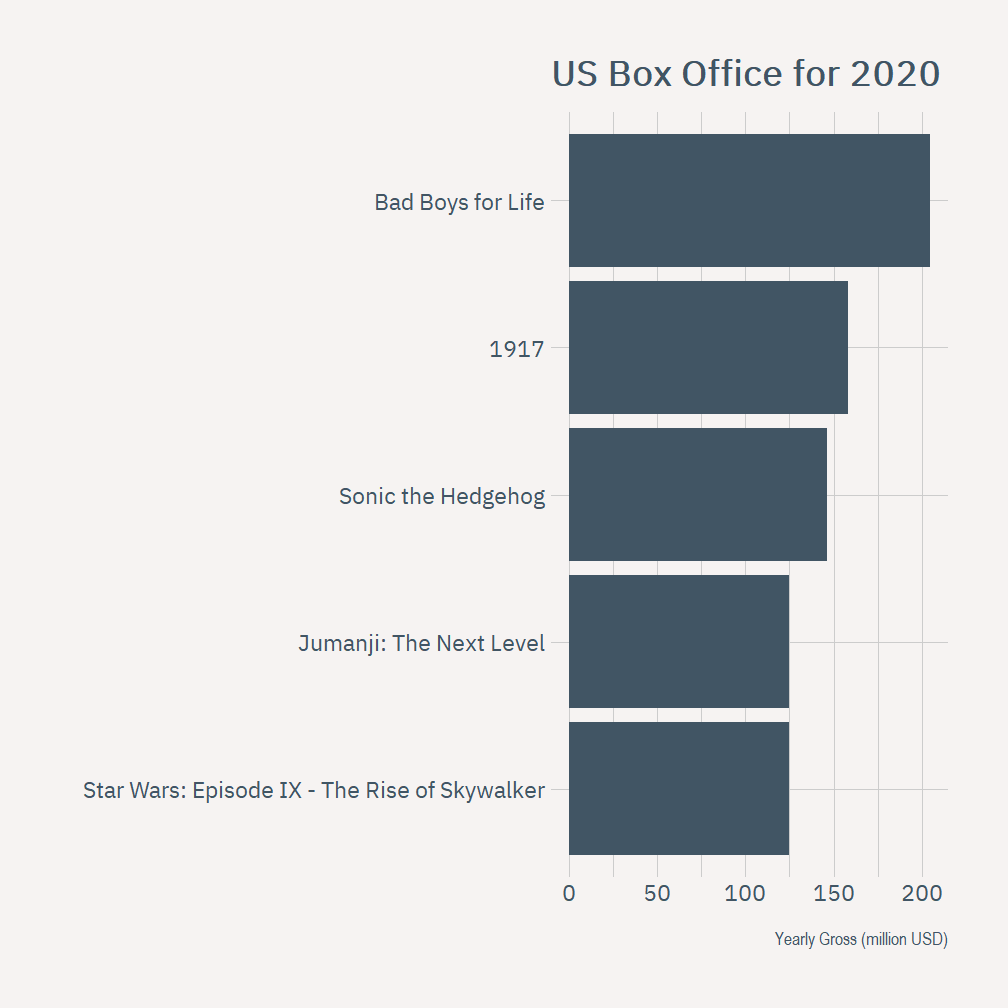 US Box Office for 2020
Bad Boys for Life
1917
Sonic the Hedgehog
Jumanji: The Next Level
Star Wars: Episode IX - The Rise of Skywalker
0 50 100 150 200
Yearly Gross (million USD)